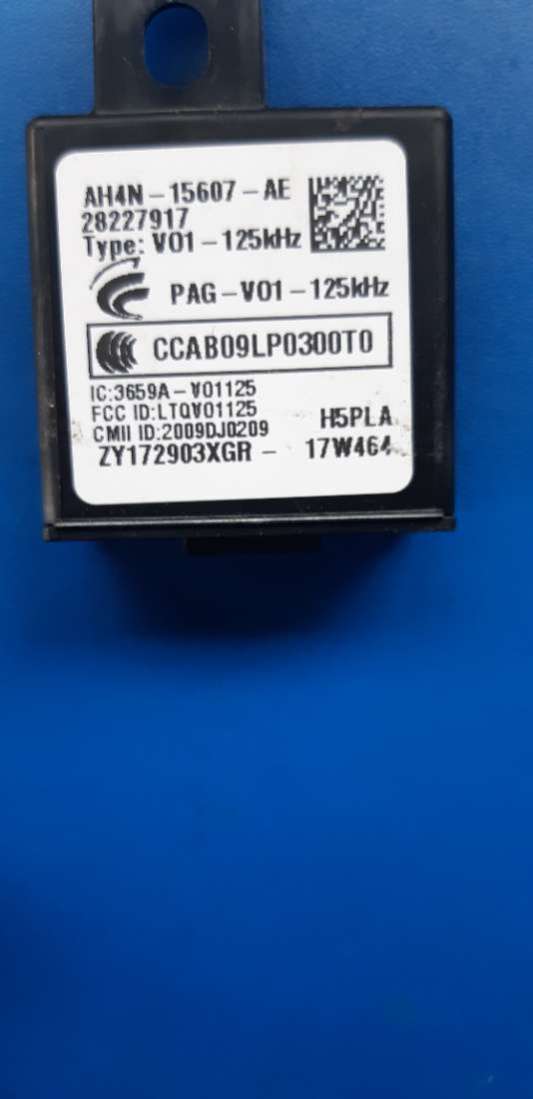 AH4N-15607-AE
28227917
Type: V01-125kHz
PAG-V01-125kHz
CCAB09LP0300T0
IC:3659A-V01125
FCC ID:LTQV01125
CMII ID:2009DJ0209
H5PLA
ZY172903XGR - 17W464